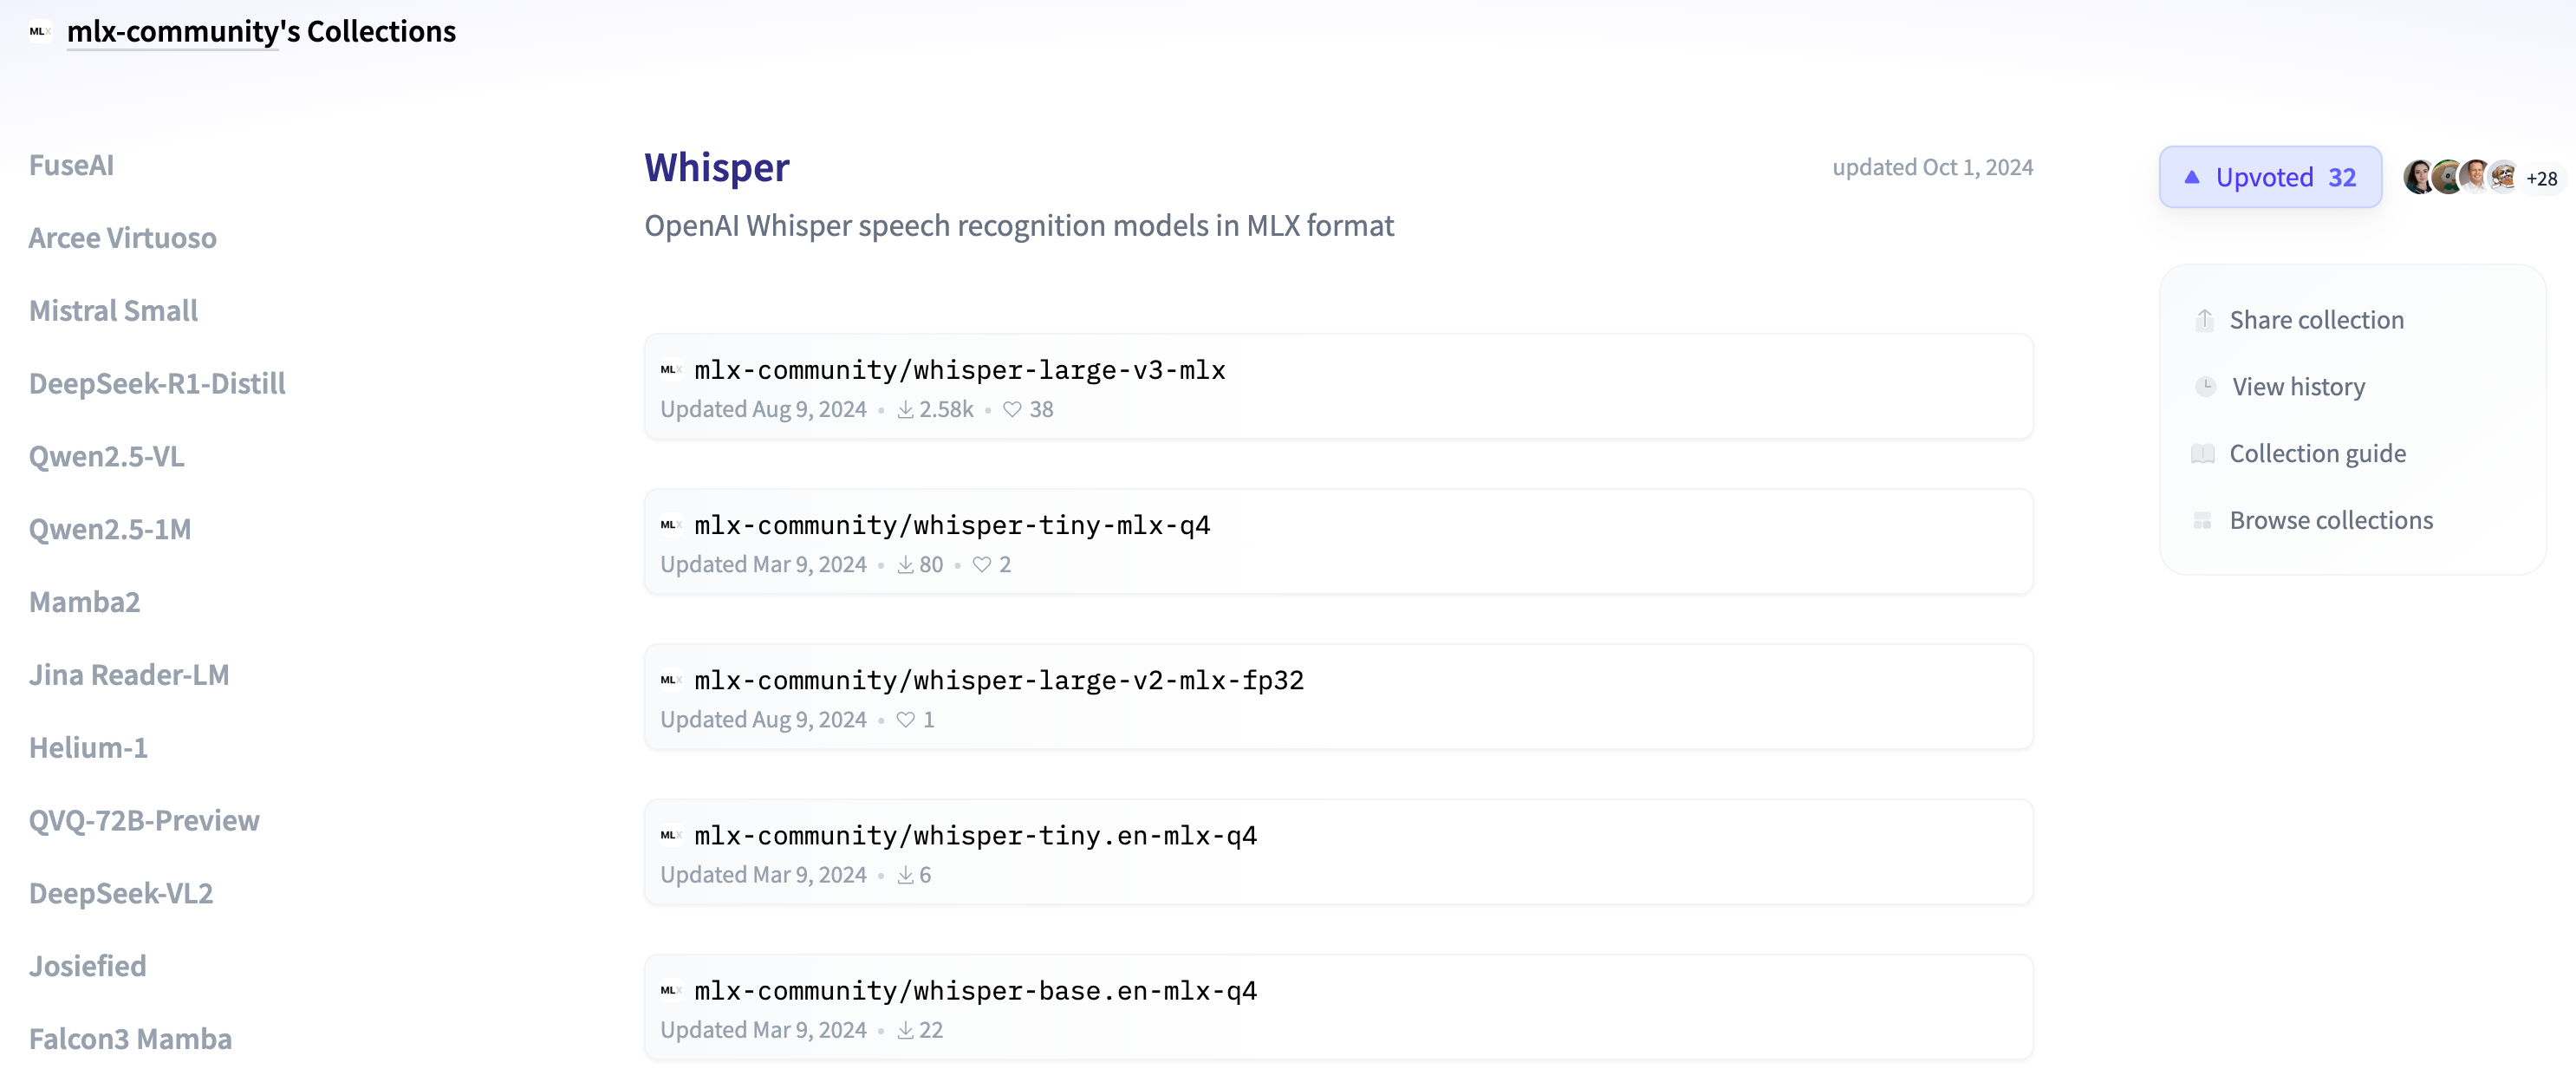 MLX mlx-community's Collections
FuseAI
Arcee Virtuoso
Mistral Small
DeepSeek-R1-Distill
Qwen2.5-VL
Qwen2.5-1M
Mamba2
Jina Reader-LM
Helium-1
QVQ-72B-Preview
DeepSeek-VL2
Josiefied
Falcon3 Mamba
Whisper
updated Oct 1, 2024
OpenAI Whisper speech recognition models in MLX format
MLX mlx-community/whisper-large-v3-mlx
Updated Aug 9, 2024 • 2.58k • 38
MLX mlx-community/whisper-tiny-mlx-q4
Updated Mar 9, 2024 • 80 • 2
MLX mlx-community/whisper-large-v2-mlx-fp32
Updated Aug 9, 2024 • 1
MLX mlx-community/whisper-tiny.en-mlx-q4
Updated Mar 9, 2024 • 6
MLX mlx-community/whisper-base.en-mlx-q4
Updated Mar 9, 2024 • 22
Upvoted 32
+28
Share collection
View history
Collection guide
Browse collections